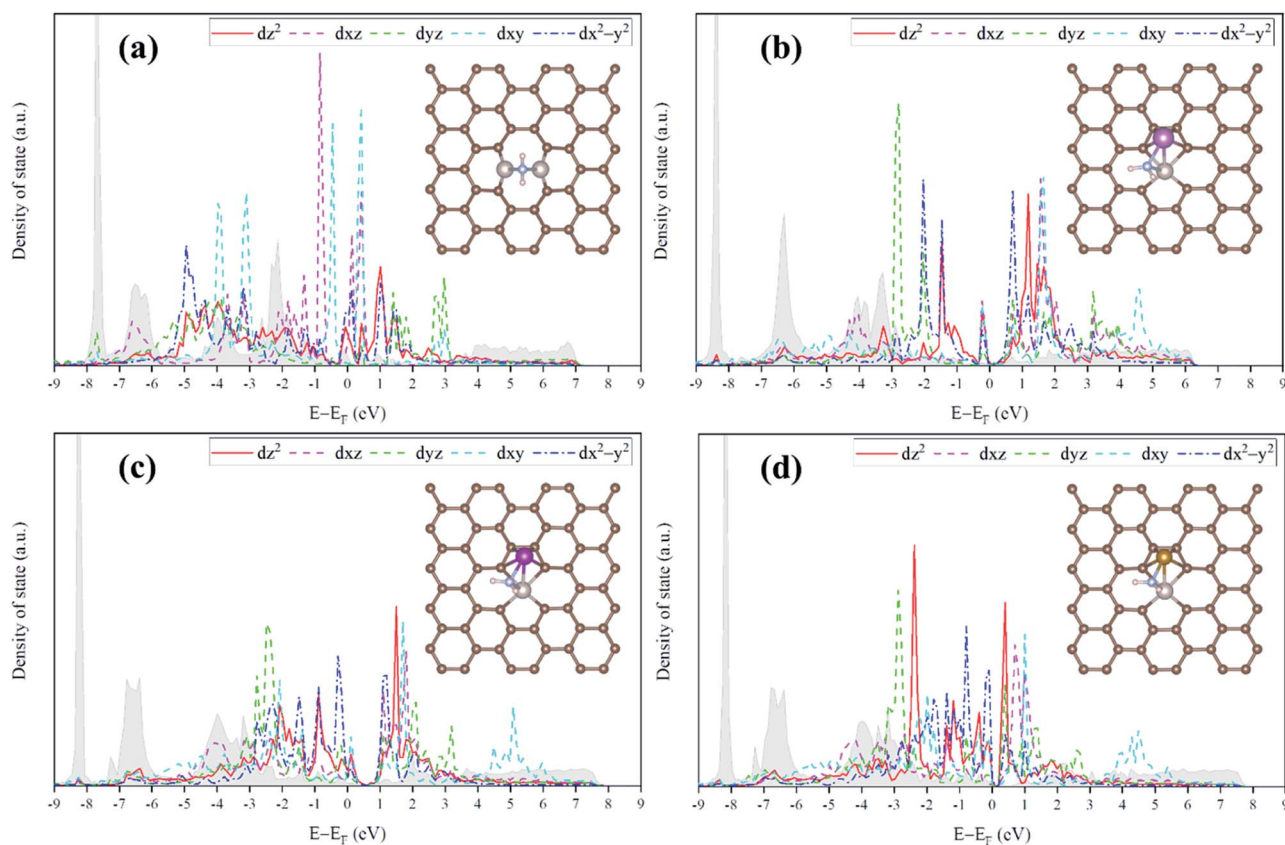 (a)
dz² dxz dyz dxy dx²−y²
Density of state (a.u.)
-9 -8 -7 -6 -5 -4 -3 -2 -1 0 1 2 3 4 5 6 7 8 9
E−E_F (eV)
(b)
dz² dxz dyz dxy dx²−y²
Density of state (a.u.)
-9 -8 -7 -6 -5 -4 -3 -2 -1 0 1 2 3 4 5 6 7 8 9
E−E_F (eV)
(c)
dz² dxz dyz dxy dx²−y²
Density of state (a.u.)
-9 -8 -7 -6 -5 -4 -3 -2 -1 0 1 2 3 4 5 6 7 8 9
E−E_F (eV)
(d)
dz² dxz dyz dxy dx²−y²
Density of state (a.u.)
-9 -8 -7 -6 -5 -4 -3 -2 -1 0 1 2 3 4 5 6 7 8 9
E−E_F (eV)